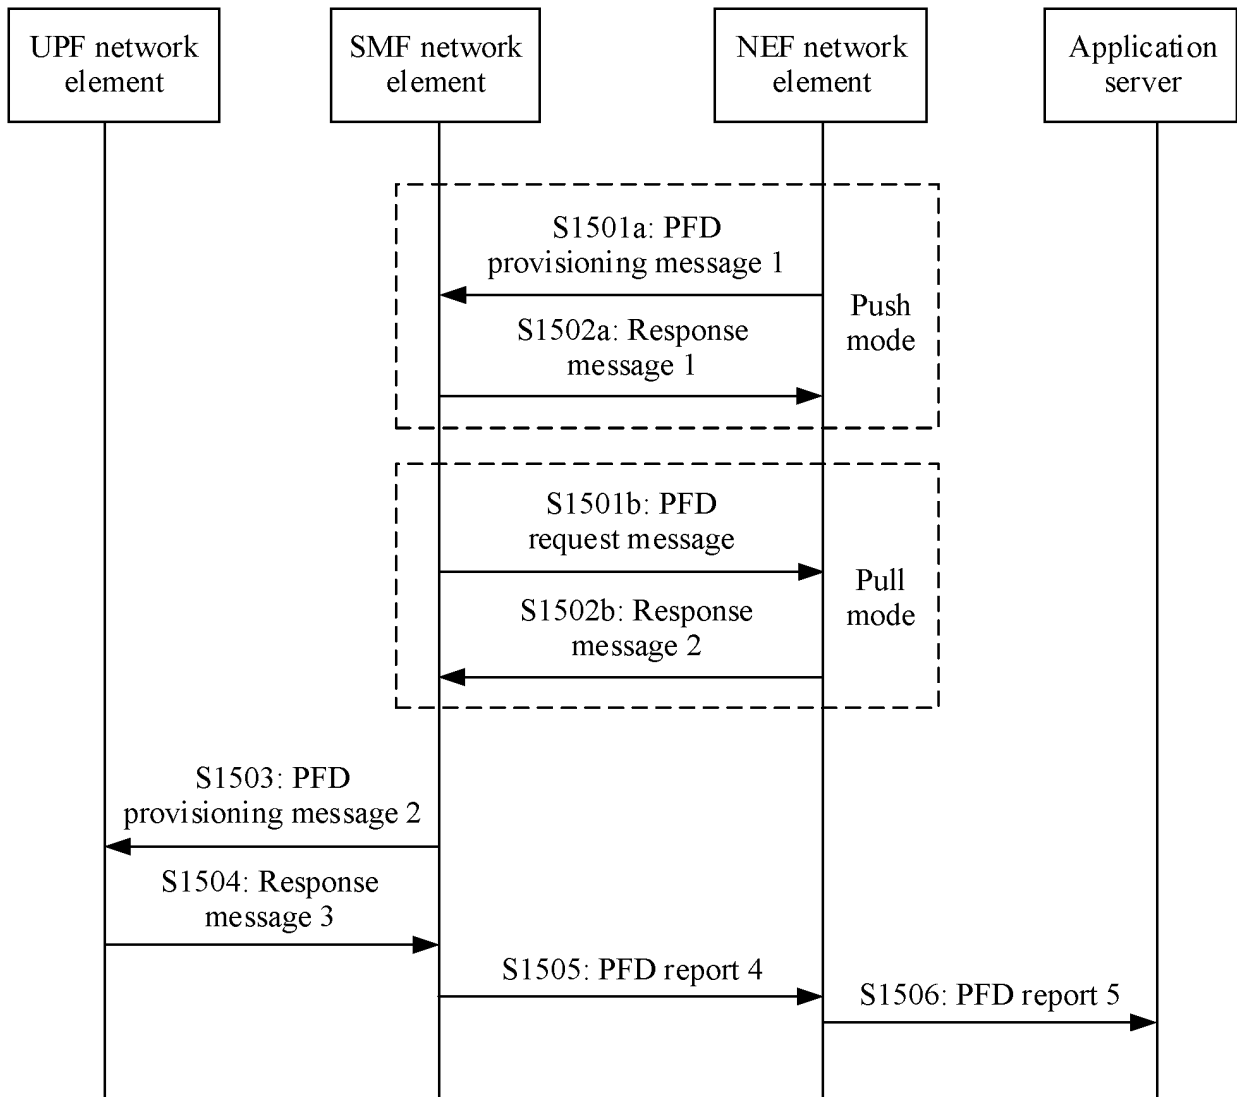 UPF network
element
SMF network
element
NEF network
element
Application
server
S1501a: PFD
provisioning message 1
S1502a: Response
message 1
Push
mode
S1501b: PFD
request message
S1502b: Response
message 2
Pull
mode
S1503: PFD
provisioning message 2
S1504: Response
message 3
S1505: PFD report 4
S1506: PFD report 5